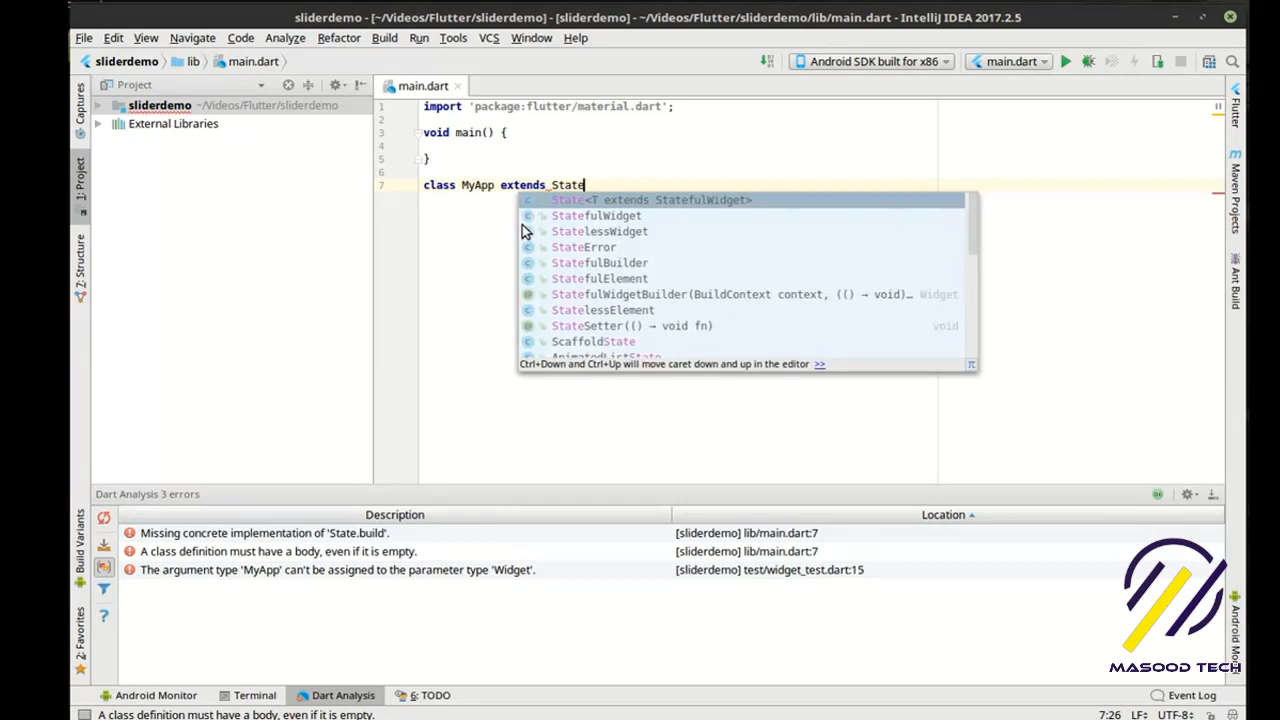 sliderdemo - [~/Videos/Flutter/sliderdemo] - [sliderdemo] - ~/Videos/Flutter/sliderdemo/lib/main.dart - IntelliJ IDEA 2017.2.5
File Edit View Navigate Code Analyze Refactor Build Run Tools VCS Window Help
sliderdemo lib main.dart Android SDK built for x86 main.dart
Project
main.dart
Captures
1: Project
7: Structure
Build Variants
2: Favorites
sliderdemo ~/Videos/Flutter/sliderdemo
External Libraries
1 import 'package:flutter/material.dart';
2
3 void main() {
4
5 }
6
7 class MyApp extends State
State<T extends StatefulWidget>
StatefulWidget
StatelessWidget
StateError
StatefulBuilder
StatefulElement
StatefulWidgetBuilder(BuildContext context, (() → void)… Widget
StatelessElement
StateSetter(() → void fn) void
ScaffoldState
AnimatedListState
Ctrl+Down and Ctrl+Up will move caret down and up in the editor >>
π
Flutter
Maven Projects
Ant Build
Dart Analysis 3 errors
Description Location
Missing concrete implementation of 'State.build'. [sliderdemo] lib/main.dart:7
A class definition must have a body, even if it is empty. [sliderdemo] lib/main.dart:7
The argument type 'MyApp' can't be assigned to the parameter type 'Widget'. [sliderdemo] test/widget_test.dart:15
MASOOD TECH
Android Monitor Terminal Dart Analysis 6: TODO Event Log
A class definition must have a body, even if it is empty. 7:26 LF÷ UTF-8÷